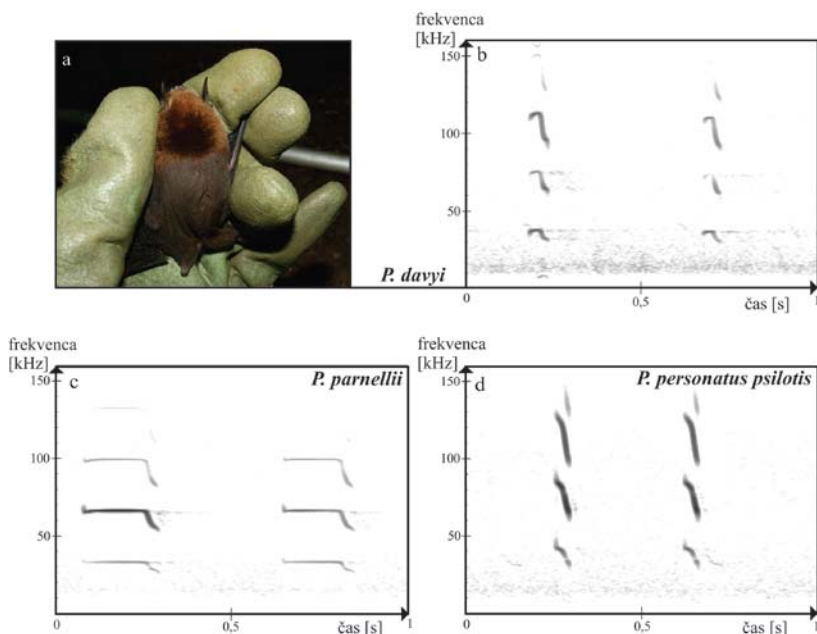 a
P. davyi
frekvenca
[kHz]
b
150
100
50
0
0,5
1
čas [s]
frekvenca
[kHz]
c
P. parnellii
150
100
50
0
0,5
1
čas [s]
frekvenca
[kHz]
d
P. personatus psilotis
150
100
50
0
0,5
1
čas [s]